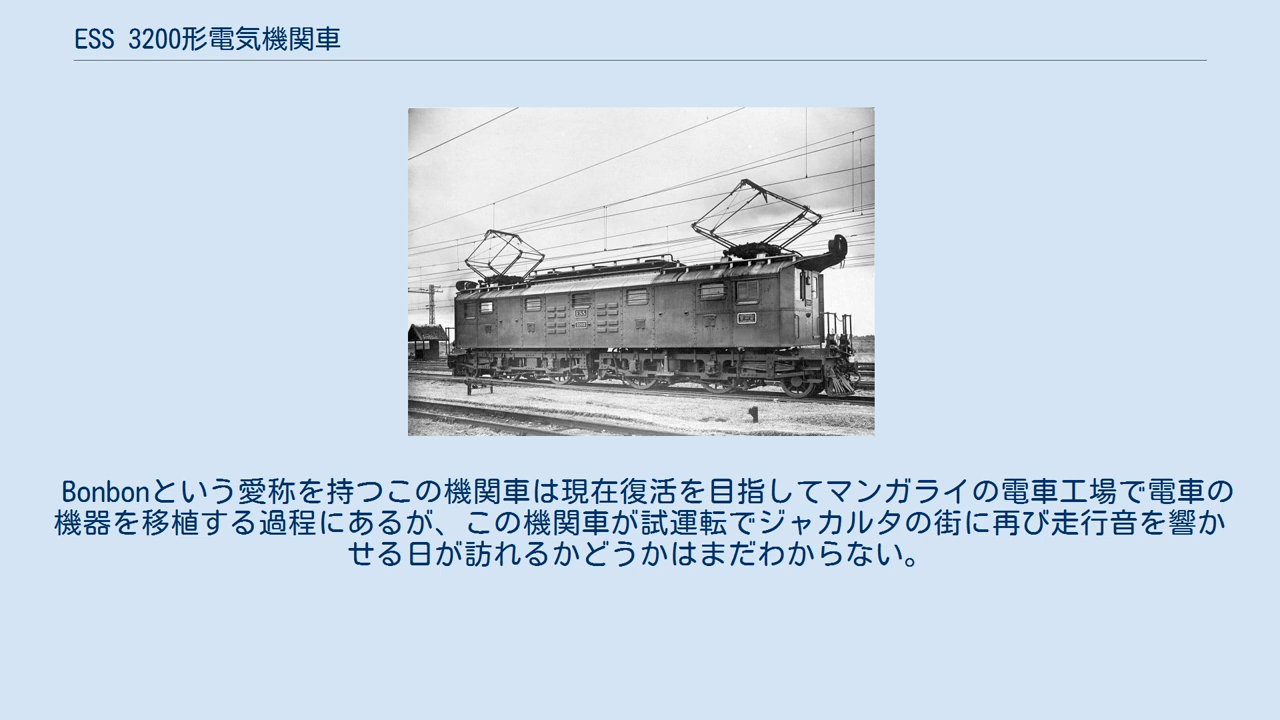 ESS 3200形電気機関車
ESS
Bonbonという愛称を持つこの機関車は現在復活を目指してマンガライの電車工場で電車の
機器を移植する過程にあるが、この機関車が試運転でジャカルタの街に再び走行音を響か
せる日が訪れるかどうかはまだわからない。